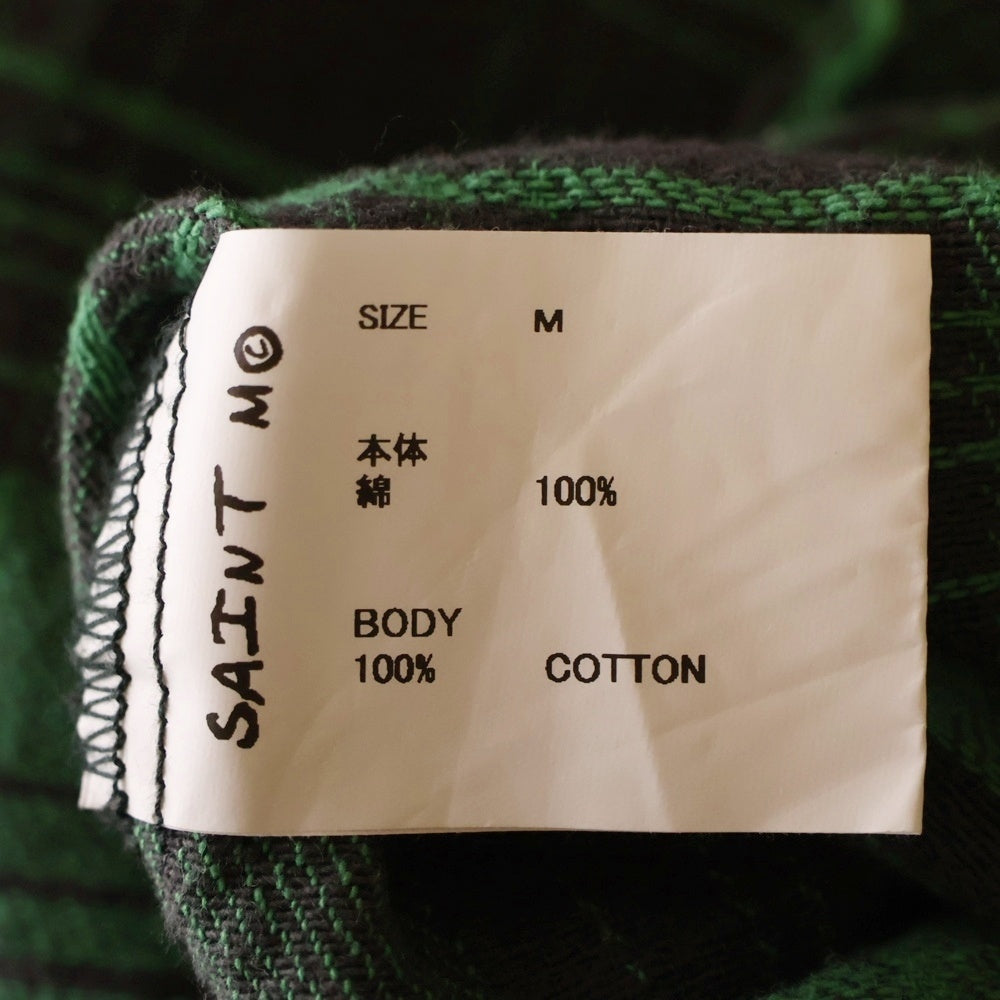 SAINT M©
SIZE M
本体
綿 100%
BODY
100% COTTON